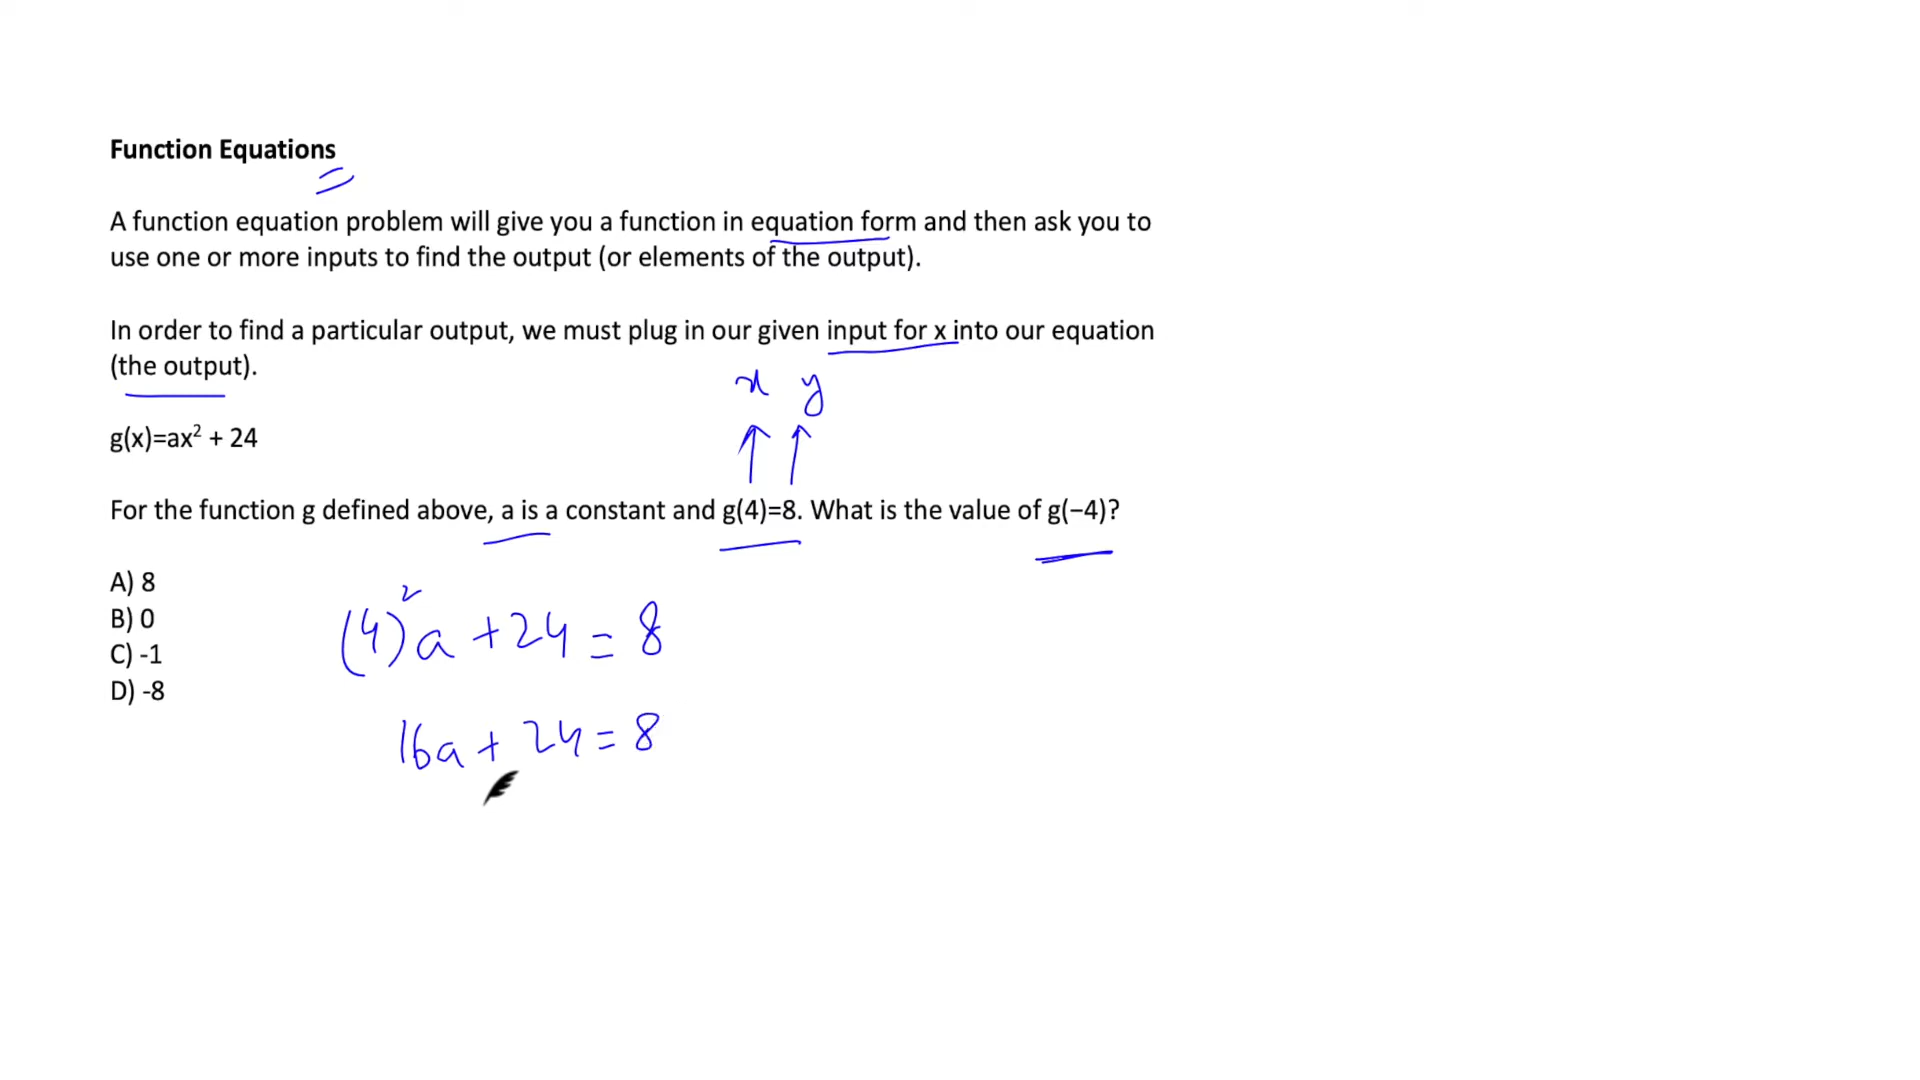 Function Equations
A function equation problem will give you a function in equation form and then ask you to
use one or more inputs to find the output (or elements of the output).
In order to find a particular output, we must plug in our given input for x into our equation
(the output).
x y
g(x)=ax² + 24
For the function g defined above, a is a constant and g(4)=8. What is the value of g(−4)?
A) 8
B) 0
C) -1
D) -8
(4)²a + 24 = 8
16a + 24 = 8